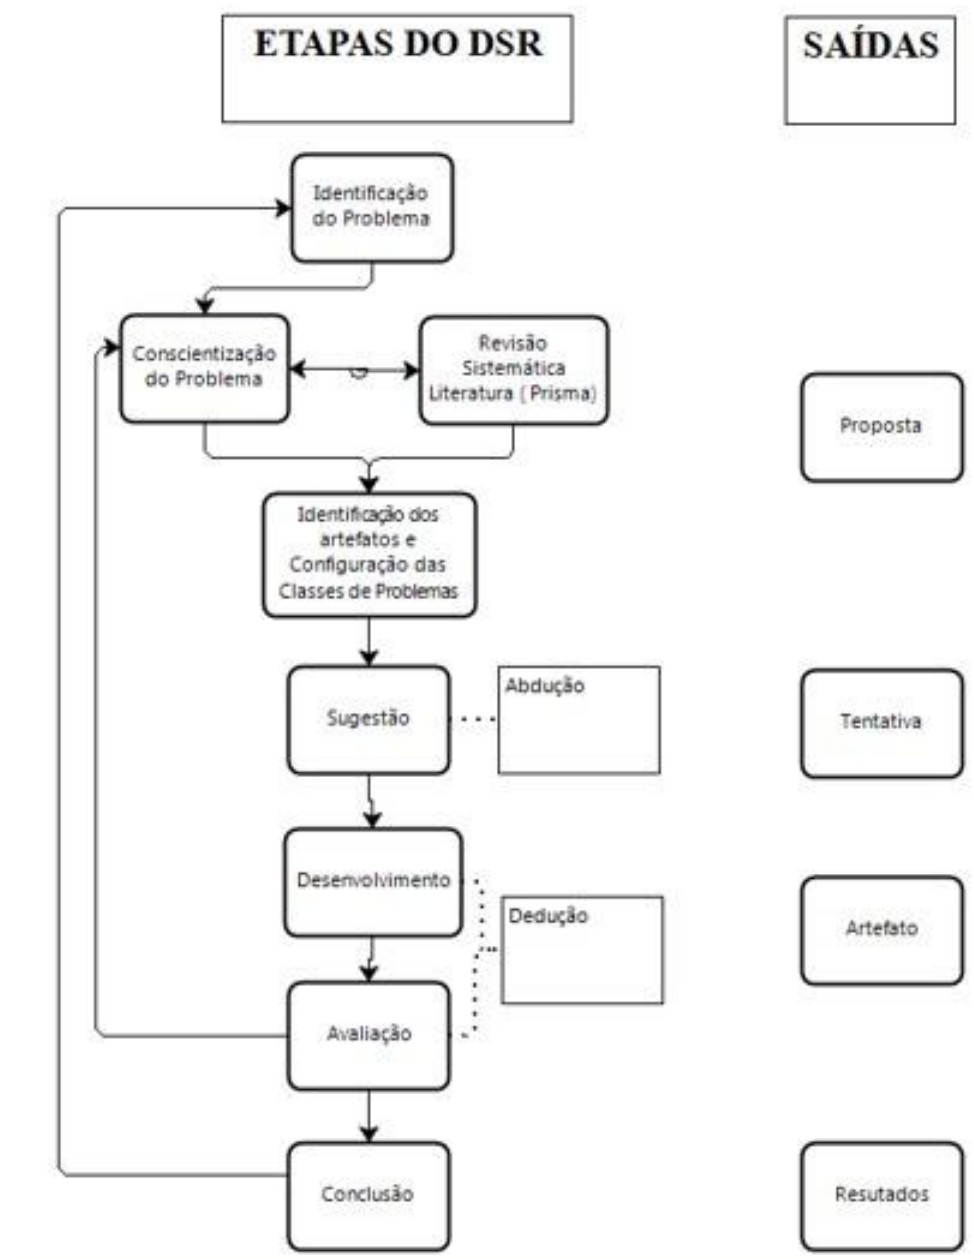 ETAPAS DO DSR
SAÍDAS
Identificação
do Problema
Conscientização
do Problema
Revisão
Sistemática
Literatura ( Prisma)
Proposta
Identificação dos
artefatos e
Configuração das
Classes de Problemas
Sugestão
Abdução
Tentativa
Desenvolvimento
Dedução
Artefato
Avaliação
Conclusão
Resutados